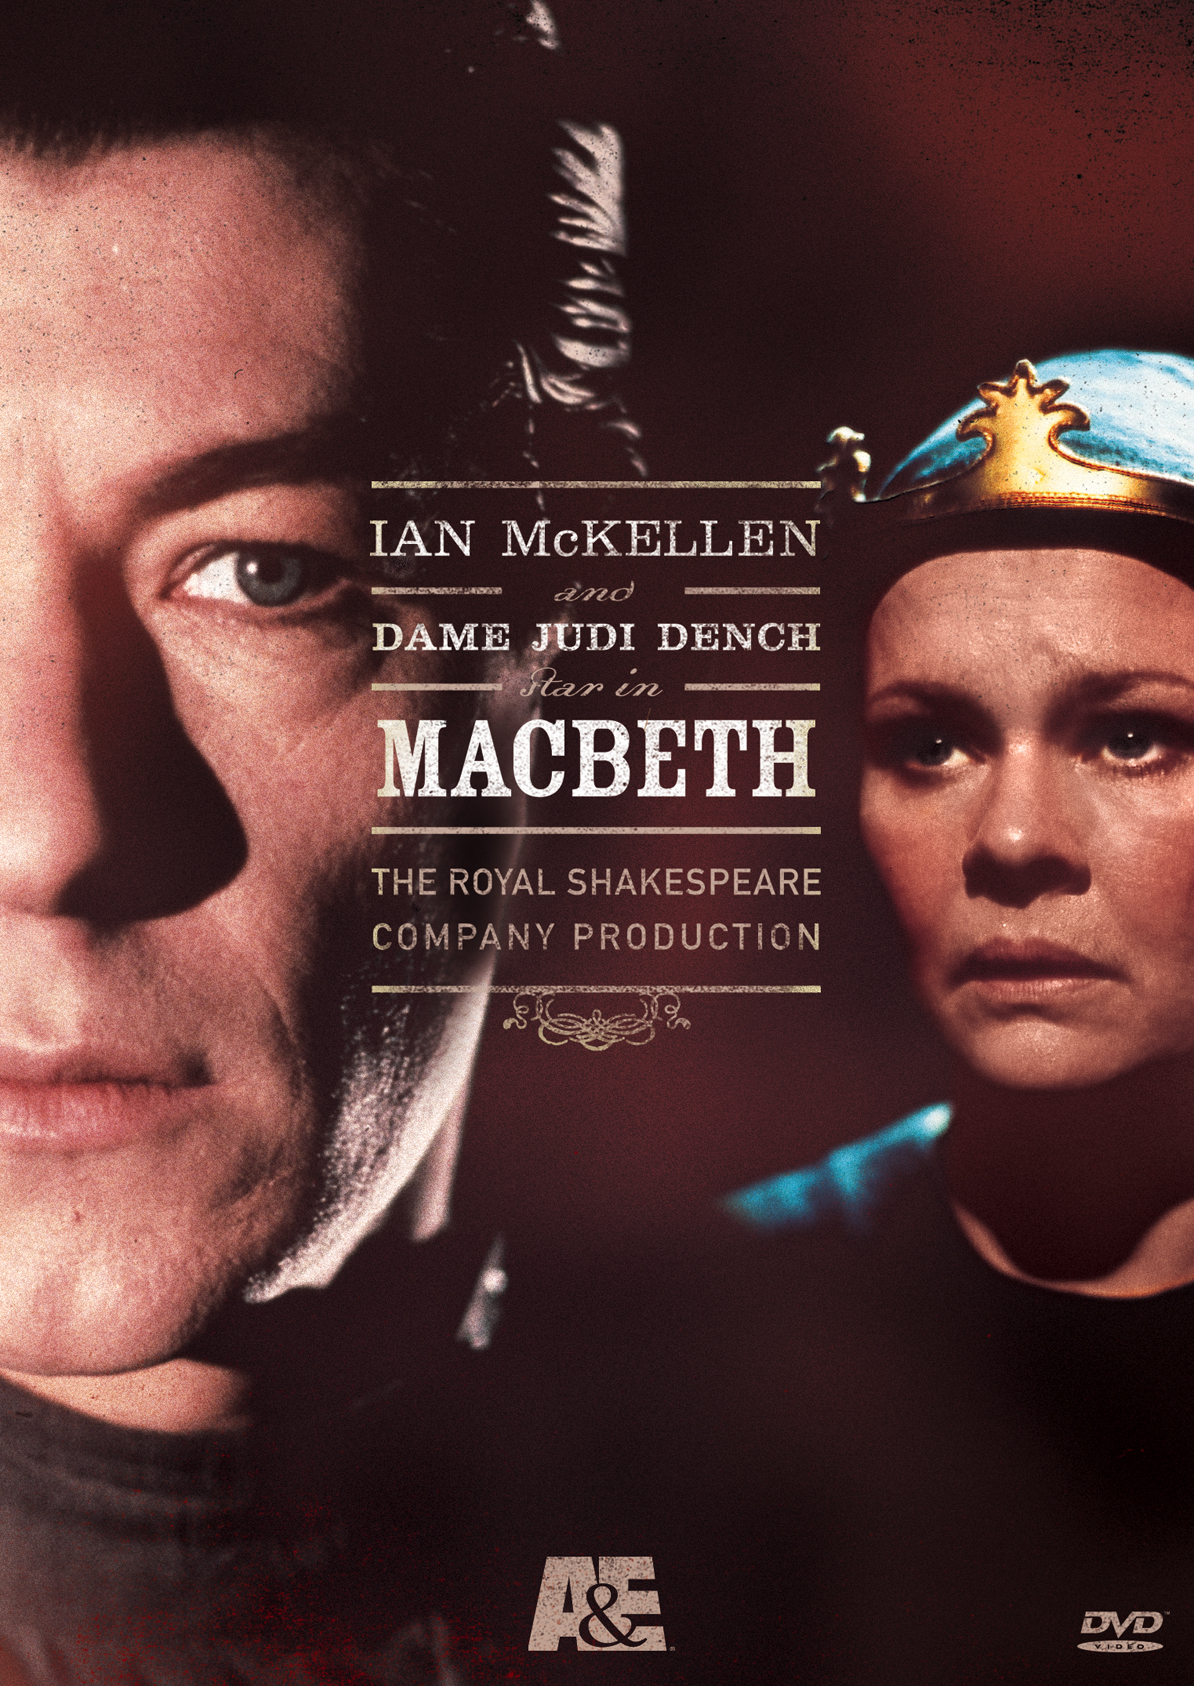 IAN McKELLEN
and
DAME JUDI DENCH
star in
MACBETH
THE ROYAL SHAKESPEARE
COMPANY PRODUCTION
A&E
DVD
VIDEO